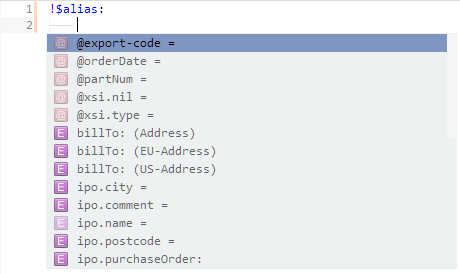 1 !$alias:
2
@ @export-code =
@ @orderDate =
@ @partNum =
@ @xsi.nil =
@ @xsi.type =
E billTo: (Address)
E billTo: (EU-Address)
E billTo: (US-Address)
E ipo.city =
E ipo.comment =
E ipo.name =
E ipo.postcode =
E ipo.purchaseOrder: